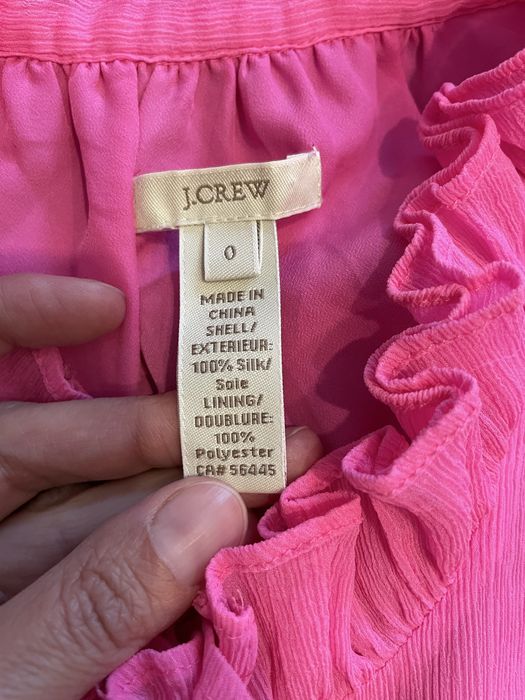 J.CREW
0
MADE IN
CHINA
SHELL/
EXTERIEUR:
100% Silk/
Soie
LINING/
DOUBLURE:
100%
Polyester
CA# 56445